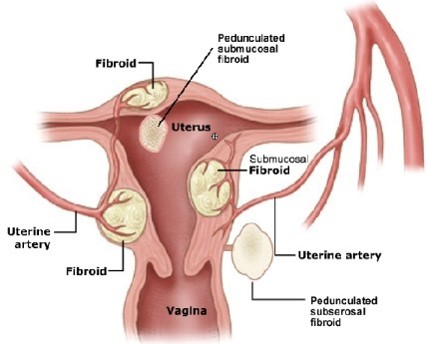 Pedunculated
submucosal
fibroid
Fibroid
Uterus
Submucosal
Fibroid
Uterine
artery
Uterine artery
Fibroid
Vagina
Pedunculated
subserosal
fibroid